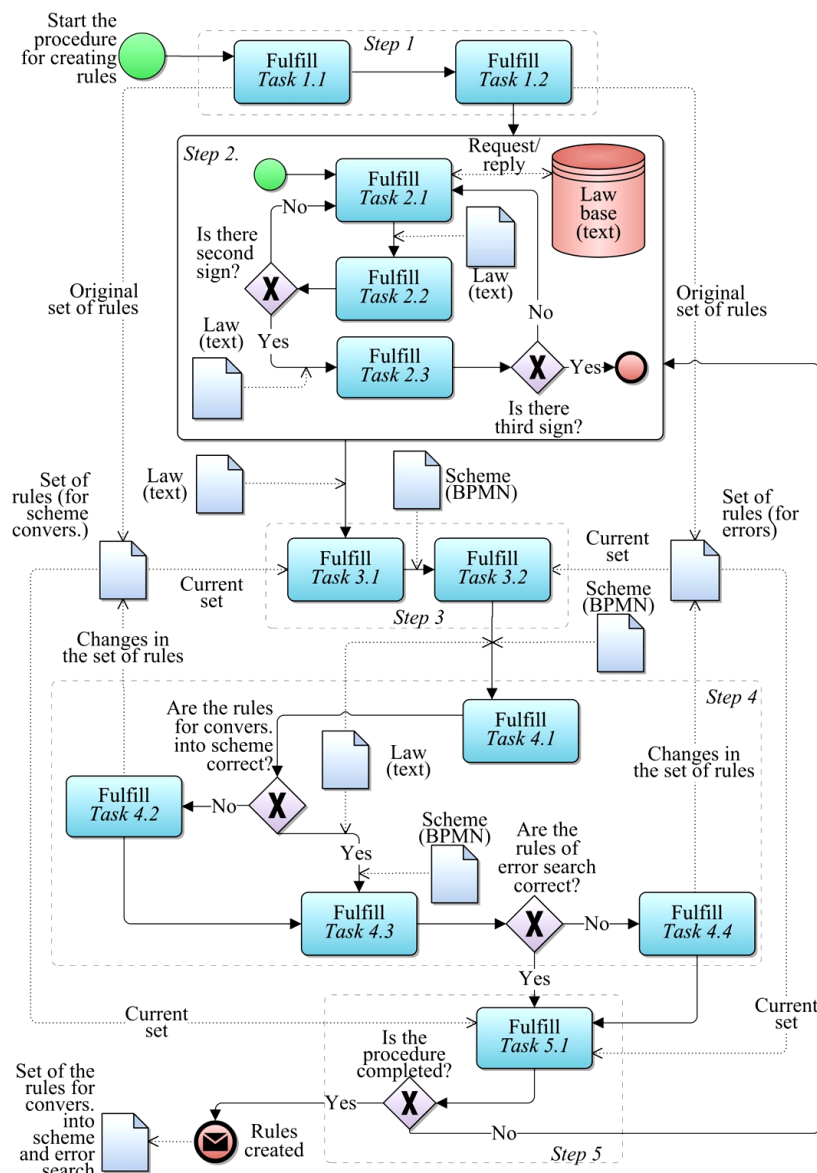 Start the
procedure
for creating
rules
Step 1
Fulfill
Task 1.1
Fulfill
Task 1.2
Step 2.
Request/
reply
Fulfill
Task 2.1
Law
base
(text)
No
Is there
second
sign?
Law
(text)
Fulfill
Task 2.2
Original
set of rules
Original
set of rules
No
Law
(text)
Yes
Fulfill
Task 2.3
Yes
Is there
third sign?
Law
(text)
Scheme
(BPMN)
Set of
rules (for
scheme
convers.)
Set of
rules (for
errors)
Current
set
Fulfill
Task 3.1
Fulfill
Task 3.2
Current
set
Step 3
Scheme
(BPMN)
Changes in
the set of rules
Step 4
Are the rules
for convers.
into scheme
correct?
Fulfill
Task 4.1
Law
(text)
Changes in
the set of rules
Fulfill
Task 4.2
No
Yes
Scheme
(BPMN)
Are the
rules of
error search
correct?
Fulfill
Task 4.3
No
Fulfill
Task 4.4
Yes
Current
set
Fulfill
Task 5.1
Current
set
Is the
procedure
completed?
Set of the
rules for
convers.
into
scheme
and error
search
Yes
Rules
created
No
Step 5